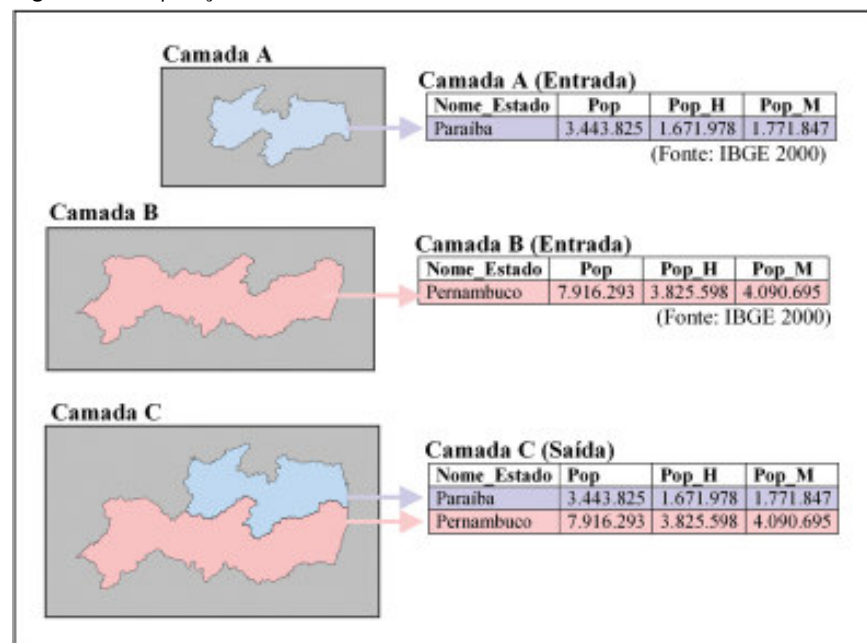 Camada A
Camada A (Entrada)
Nome_Estado Pop Pop_H Pop_M
Paraíba 3.443.825 1.671.978 1.771.847
(Fonte: IBGE 2000)
Camada B
Camada B (Entrada)
Nome_Estado Pop Pop_H Pop_M
Pernambuco 7.916.293 3.825.598 4.090.695
(Fonte: IBGE 2000)
Camada C
Camada C (Saída)
Nome_Estado Pop Pop_H Pop_M
Paraíba 3.443.825 1.671.978 1.771.847
Pernambuco 7.916.293 3.825.598 4.090.695